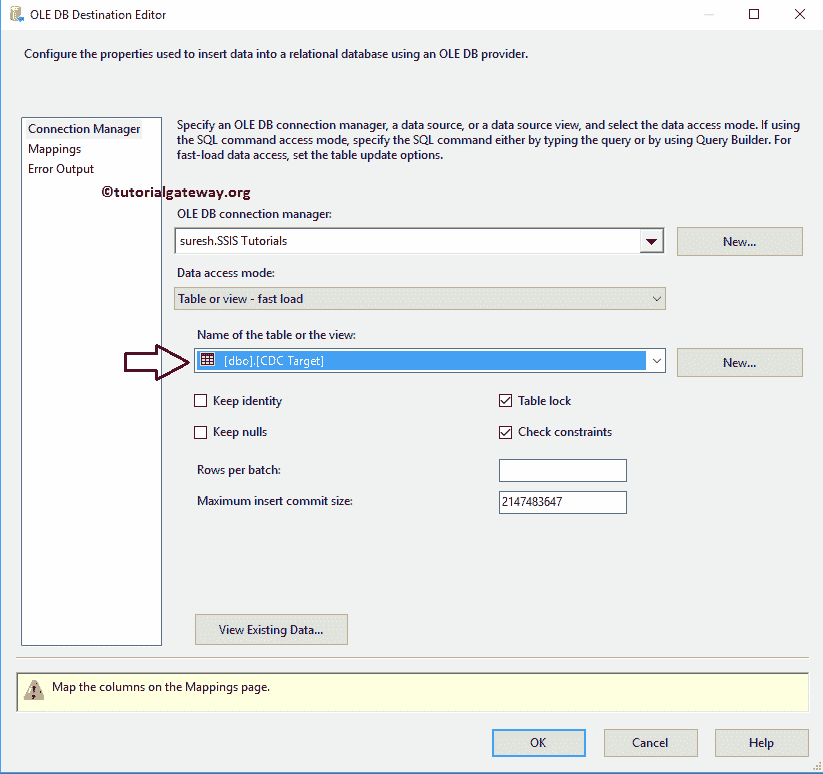 OLE DB Destination Editor
Configure the properties used to insert data into a relational database using an OLE DB provider.
Connection Manager
Mappings
Error Output
Specify an OLE DB connection manager, a data source, or a data source view, and select the data access mode. If using
the SQL command access mode, specify the SQL command either by typing the query or by using Query Builder. For
fast-load data access, set the table update options.
©tutorialgateway.org
OLE DB connection manager:
suresh.SSIS Tutorials
New...
Data access mode:
Table or view - fast load
Name of the table or the view:
[dbo].[CDC Target]
New...
Keep identity
Table lock
Keep nulls
Check constraints
Rows per batch:
Maximum insert commit size:
2147483647
View Existing Data...
Map the columns on the Mappings page.
OK
Cancel
Help